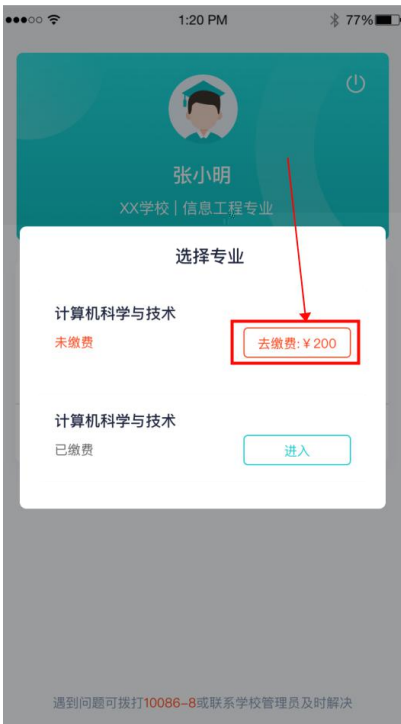 1:20 PM 77%
张小明
XX学校 | 信息工程专业
选择专业
计算机科学与技术
未缴费
去缴费:￥200
计算机科学与技术
已缴费
进入
遇到问题可拨打10086-8或联系学校管理员及时解决